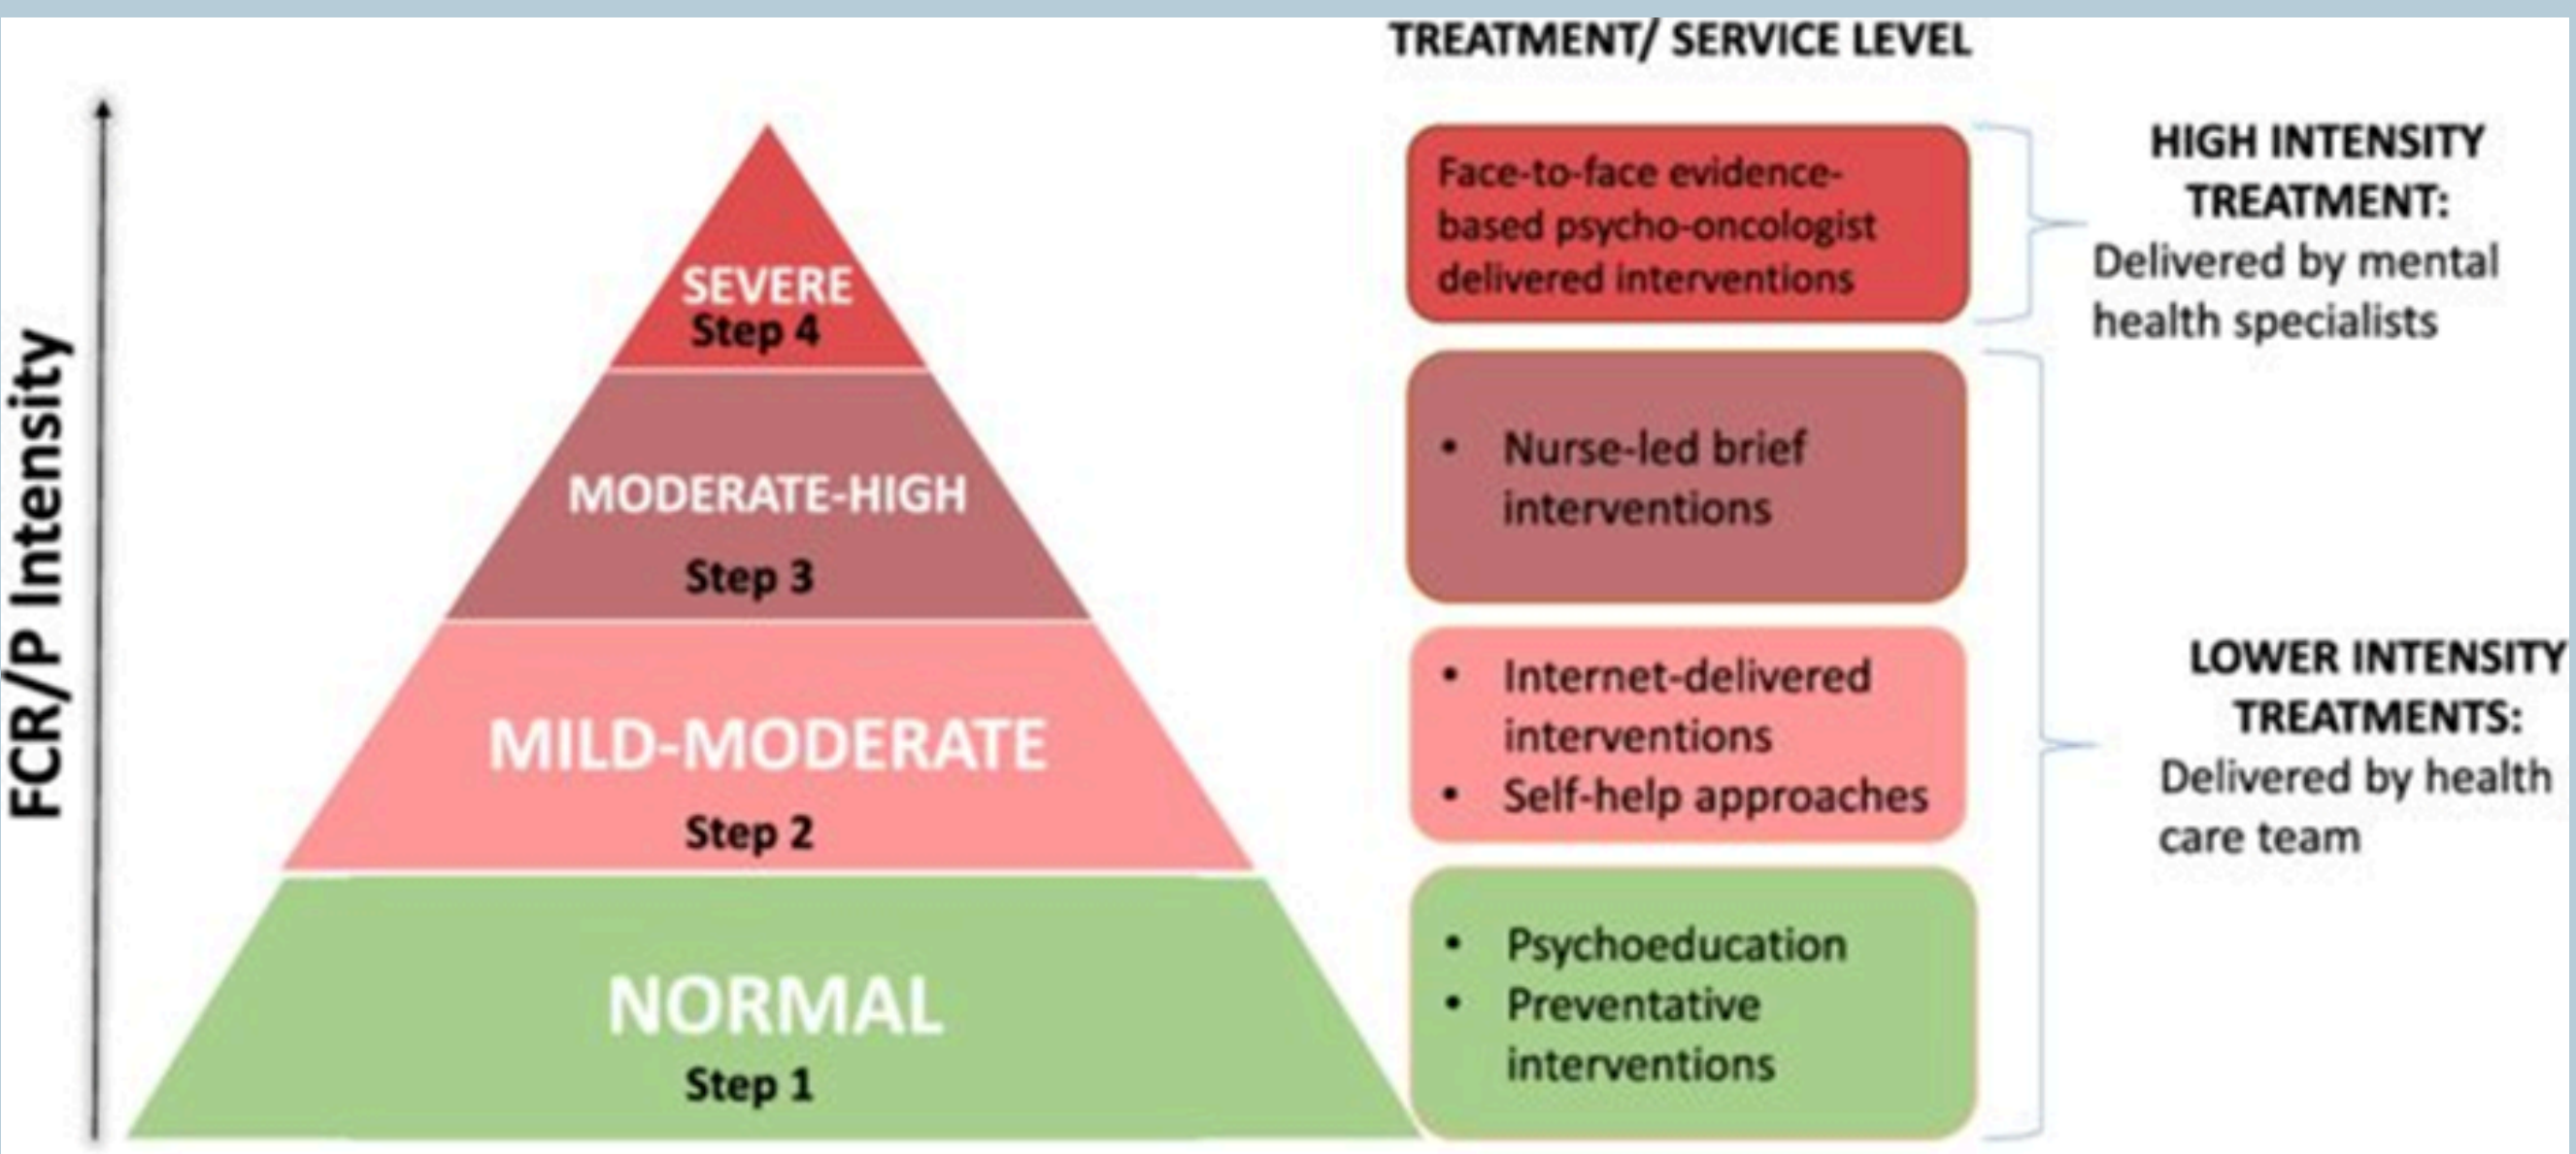 TREATMENT/ SERVICE LEVEL
FCR/P Intensity
SEVERE
Step 4
MODERATE-HIGH
Step 3
MILD-MODERATE
Step 2
NORMAL
Step 1
Face-to-face evidence-
based psycho-oncologist
delivered interventions
• Nurse-led brief
interventions
• Internet-delivered
interventions
• Self-help approaches
• Psychoeducation
• Preventative
interventions
HIGH INTENSITY
TREATMENT:
Delivered by mental
health specialists
LOWER INTENSITY
TREATMENTS:
Delivered by health
care team